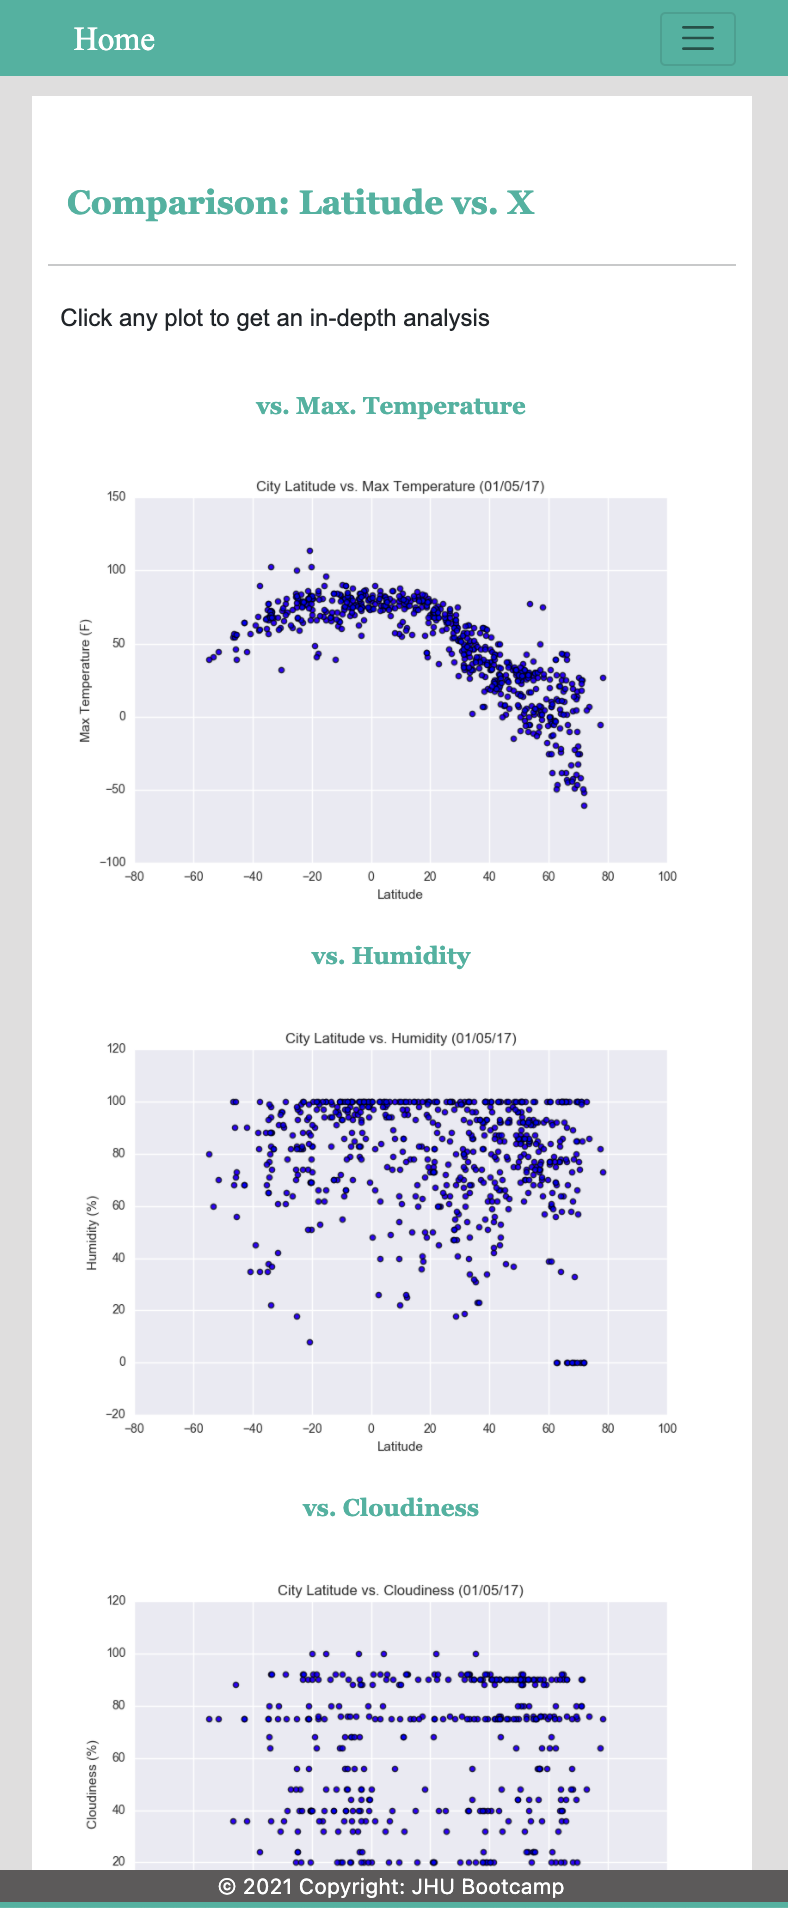 Home
Comparison: Latitude vs. X
Click any plot to get an in-depth analysis
vs. Max. Temperature
City Latitude vs. Max Temperature (01/05/17)
150
100
50
0
−50
−100
Max Temperature (F)
−80 −60 −40 −20 0 20 40 60 80 100
Latitude
vs. Humidity
City Latitude vs. Humidity (01/05/17)
120
100
80
60
40
20
0
−20
Humidity (%)
−80 −60 −40 −20 0 20 40 60 80 100
Latitude
vs. Cloudiness
City Latitude vs. Cloudiness (01/05/17)
120
100
80
60
40
20
Cloudiness (%)
© 2021 Copyright: JHU Bootcamp